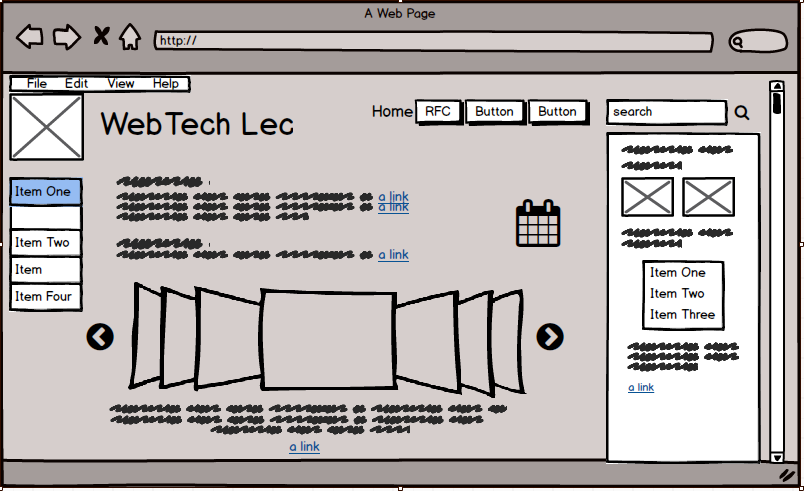 A Web Page
http://
File Edit View Help
WebTech Lec
Home RFC Button Button
search
Item One
Item Two
Item
Item Four
a link
a link
a link
a link
Item One
Item Two
Item Three
a link